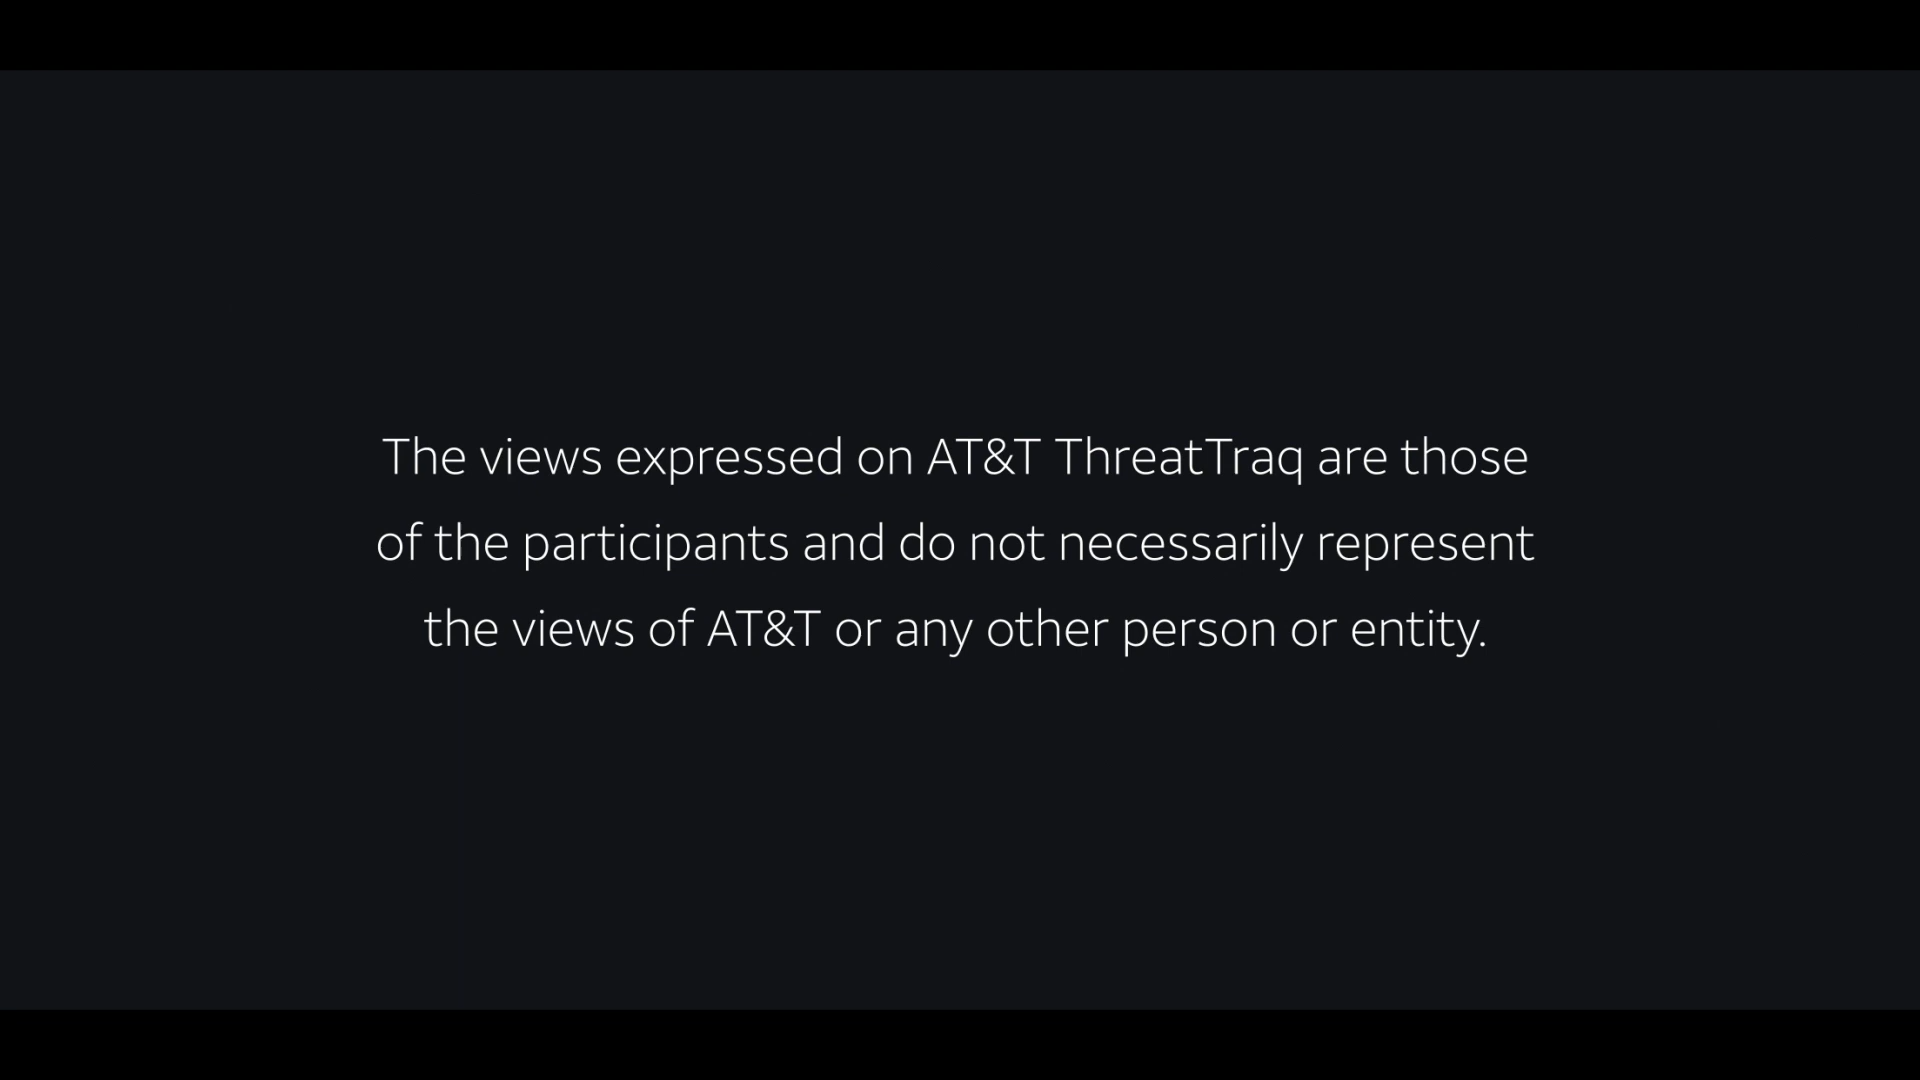 The views expressed on AT&T ThreatTraq are those
of the participants and do not necessarily represent
the views of AT&T or any other person or entity.